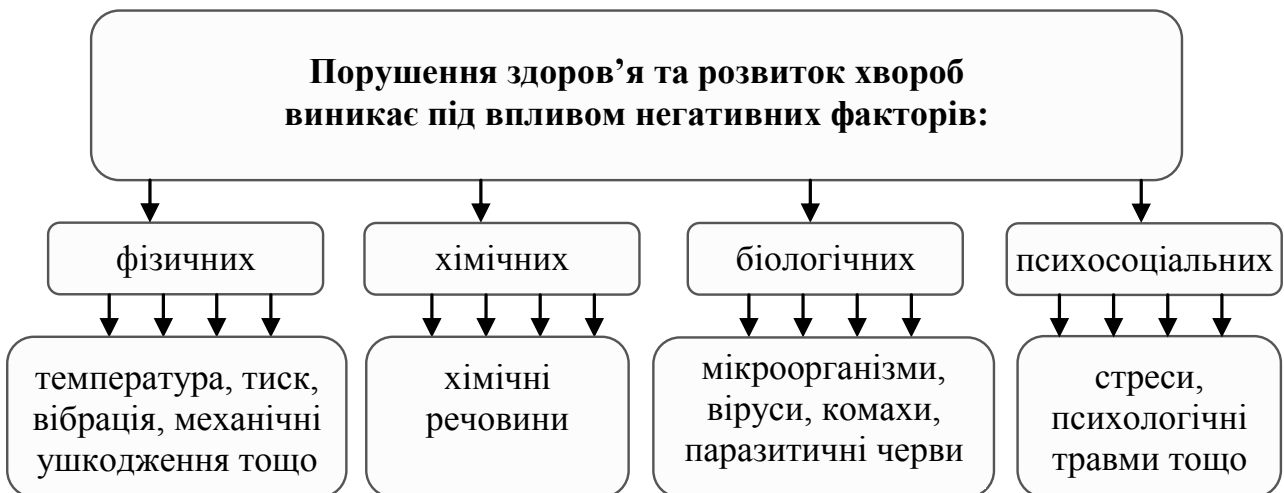 Порушення здоров’я та розвиток хвороб
виникає під впливом негативних факторів:
фізичних
хімічних
біологічних
психосоціальних
температура, тиск,
вібрація, механічні
ушкодження тощо
хімічні
речовини
мікроорганізми,
віруси, комахи,
паразитичні черви
стреси,
психологічні
травми тощо